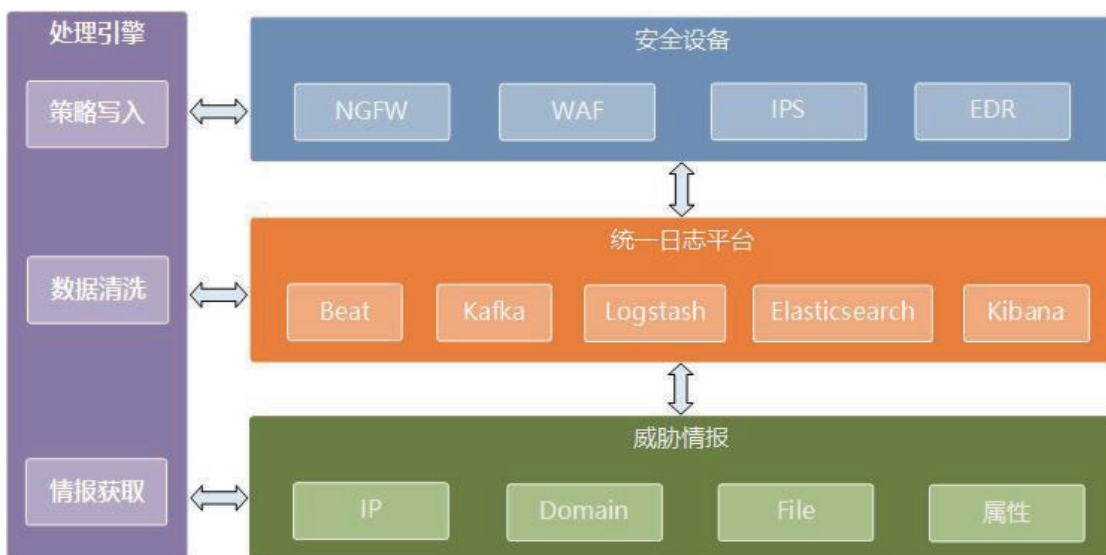 处理引擎
策略写入
数据清洗
情报获取
安全设备
NGFW
WAF
IPS
EDR
统一日志平台
Beat
Kafka
Logstash
Elasticsearch
Kibana
威胁情报
IP
Domain
File
属性